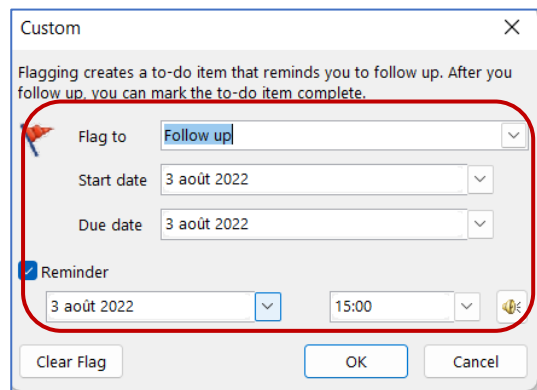 Custom
Flagging creates a to-do item that reminds you to follow up. After you
follow up, you can mark the to-do item complete.
Flag to Follow up
Start date 3 août 2022
Due date 3 août 2022
Reminder
3 août 2022 15:00
Clear Flag OK Cancel